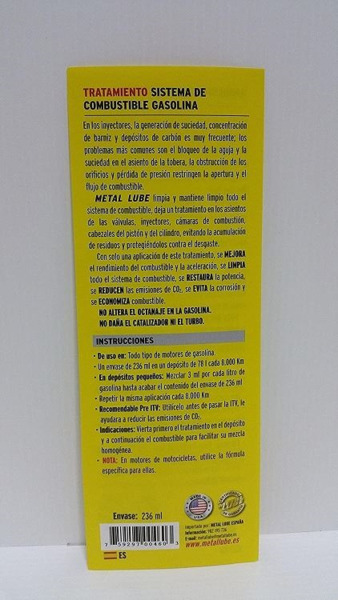 TRATAMIENTO SISTEMA DE
COMBUSTIBLE GASOLINA
En los inyectores, la generación de suciedad, concentración
de barniz y depósitos de carbón es muy frecuente; los
problemas más comunes son el bloqueo de la aguja y la
suciedad en el asiento de la tobera, la obstrucción de los
orificios y pérdida de presión restringen la apertura y el
flujo de combustible.
METAL LUBE limpia y mantiene limpio todo el
sistema de combustible, deja un tratamiento en los asientos
de las válvulas, inyectores, cámaras de combustión,
cabezales del pistón y del cilindro, evitando la acumulación
de residuos y protegiéndolos contra el desgaste.
Con solo una aplicación de este tratamiento, se MEJORA
el rendimiento del combustible y la aceleración, se LIMPIA
todo el sistema de combustible, se RESTAURA la potencia,
se REDUCEN las emisiones de CO₂, se EVITA la corrosión y
se ECONOMIZA combustible.
NO ALTERA EL OCTANAJE EN LA GASOLINA.
NO DAÑA EL CATALIZADOR NI EL TURBO.
INSTRUCCIONES
• De uso en: Todo tipo de motores de gasolina.
• Un envase de 236 ml en un depósito de 78 l cada 8.000 Km
• En depósitos pequeños: Mezclar 3 ml por cada litro de
gasolina hasta acabar el contenido del envase de 236 ml
• Repetir la misma aplicación cada 8.000 Km
• Recomendable Pre ITV: Utilícelo antes de pasar la ITV, le
ayudara a reducir las emisiones de CO₂.
• Indicaciones: Vierta primero el tratamiento en el depósito
y a continuación el combustible para facilitar su mezcla
homogénea.
• NOTA: En motores de motocicletas, utilice la fórmula
específica para ellas.
Envase: 236 ml
7 59297 00460 3
ES
Importado por: METAL LUBE ESPAÑA
www.metallube.es